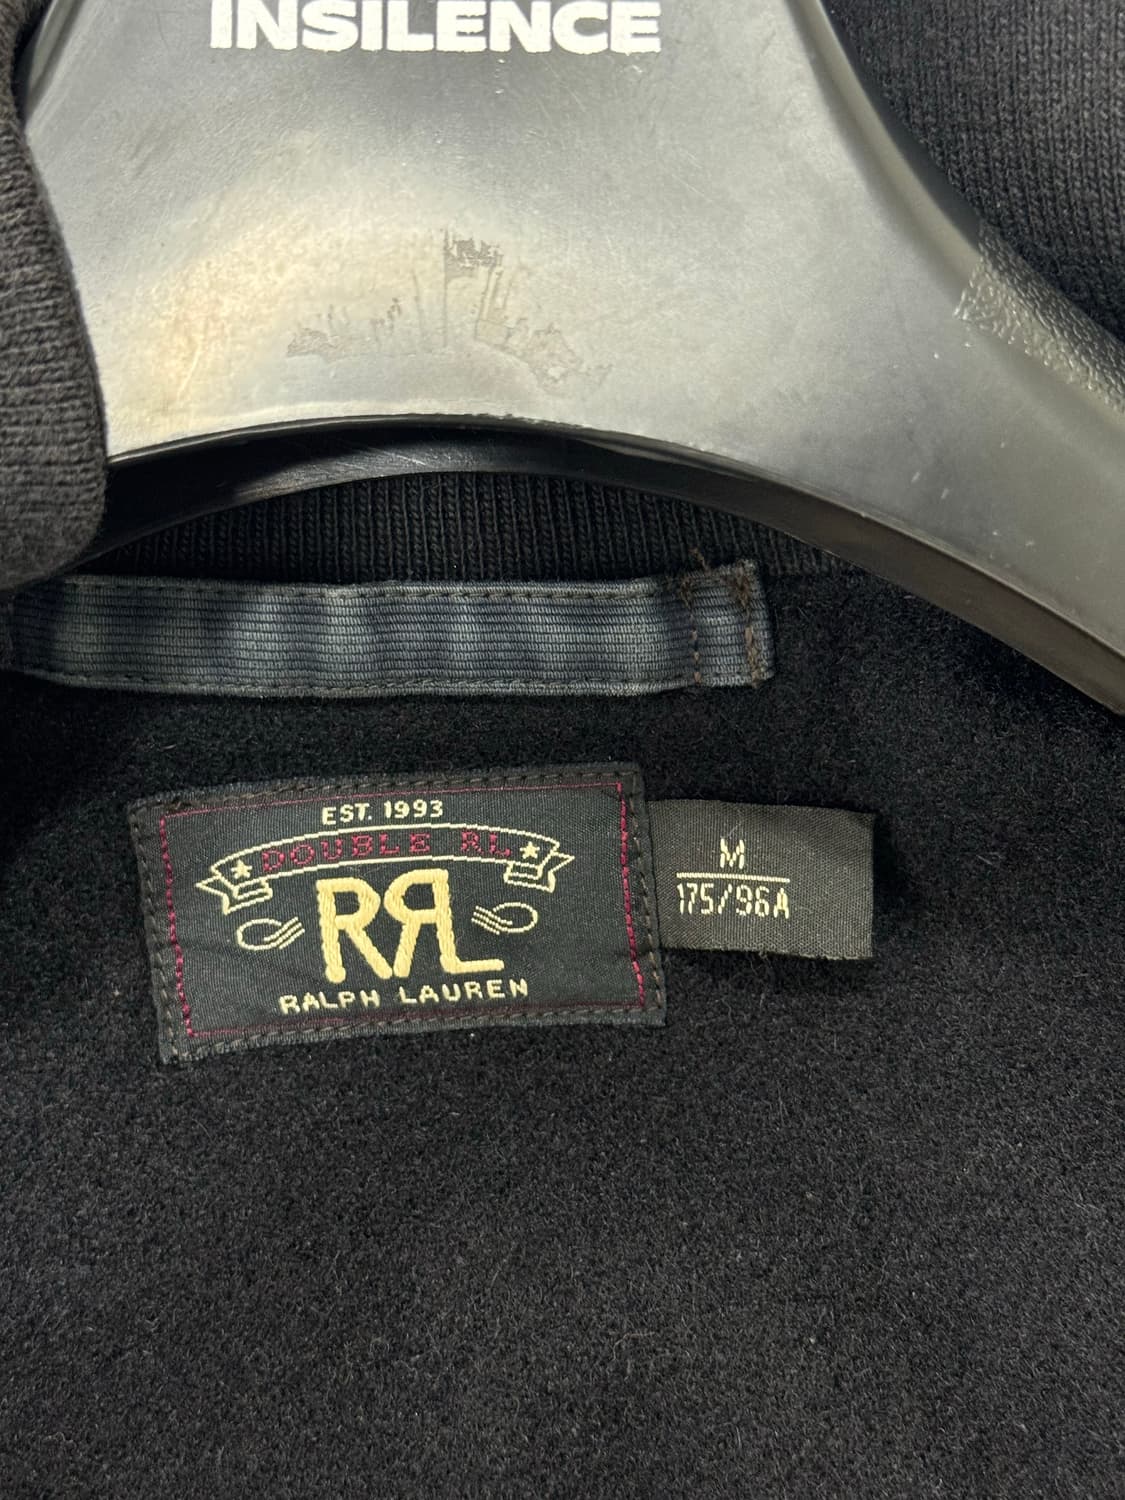 INSILENCE
EST. 1993
DOUBLE RL
RRL
RALPH LAUREN
M
175/96A